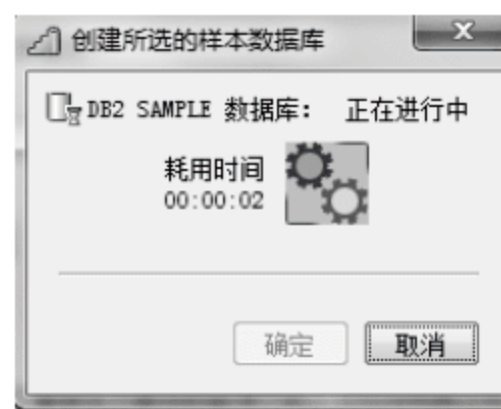 创建所选的样本数据库
DB2 SAMPLE 数据库： 正在进行中
耗用时间
00:00:02
确定
取消